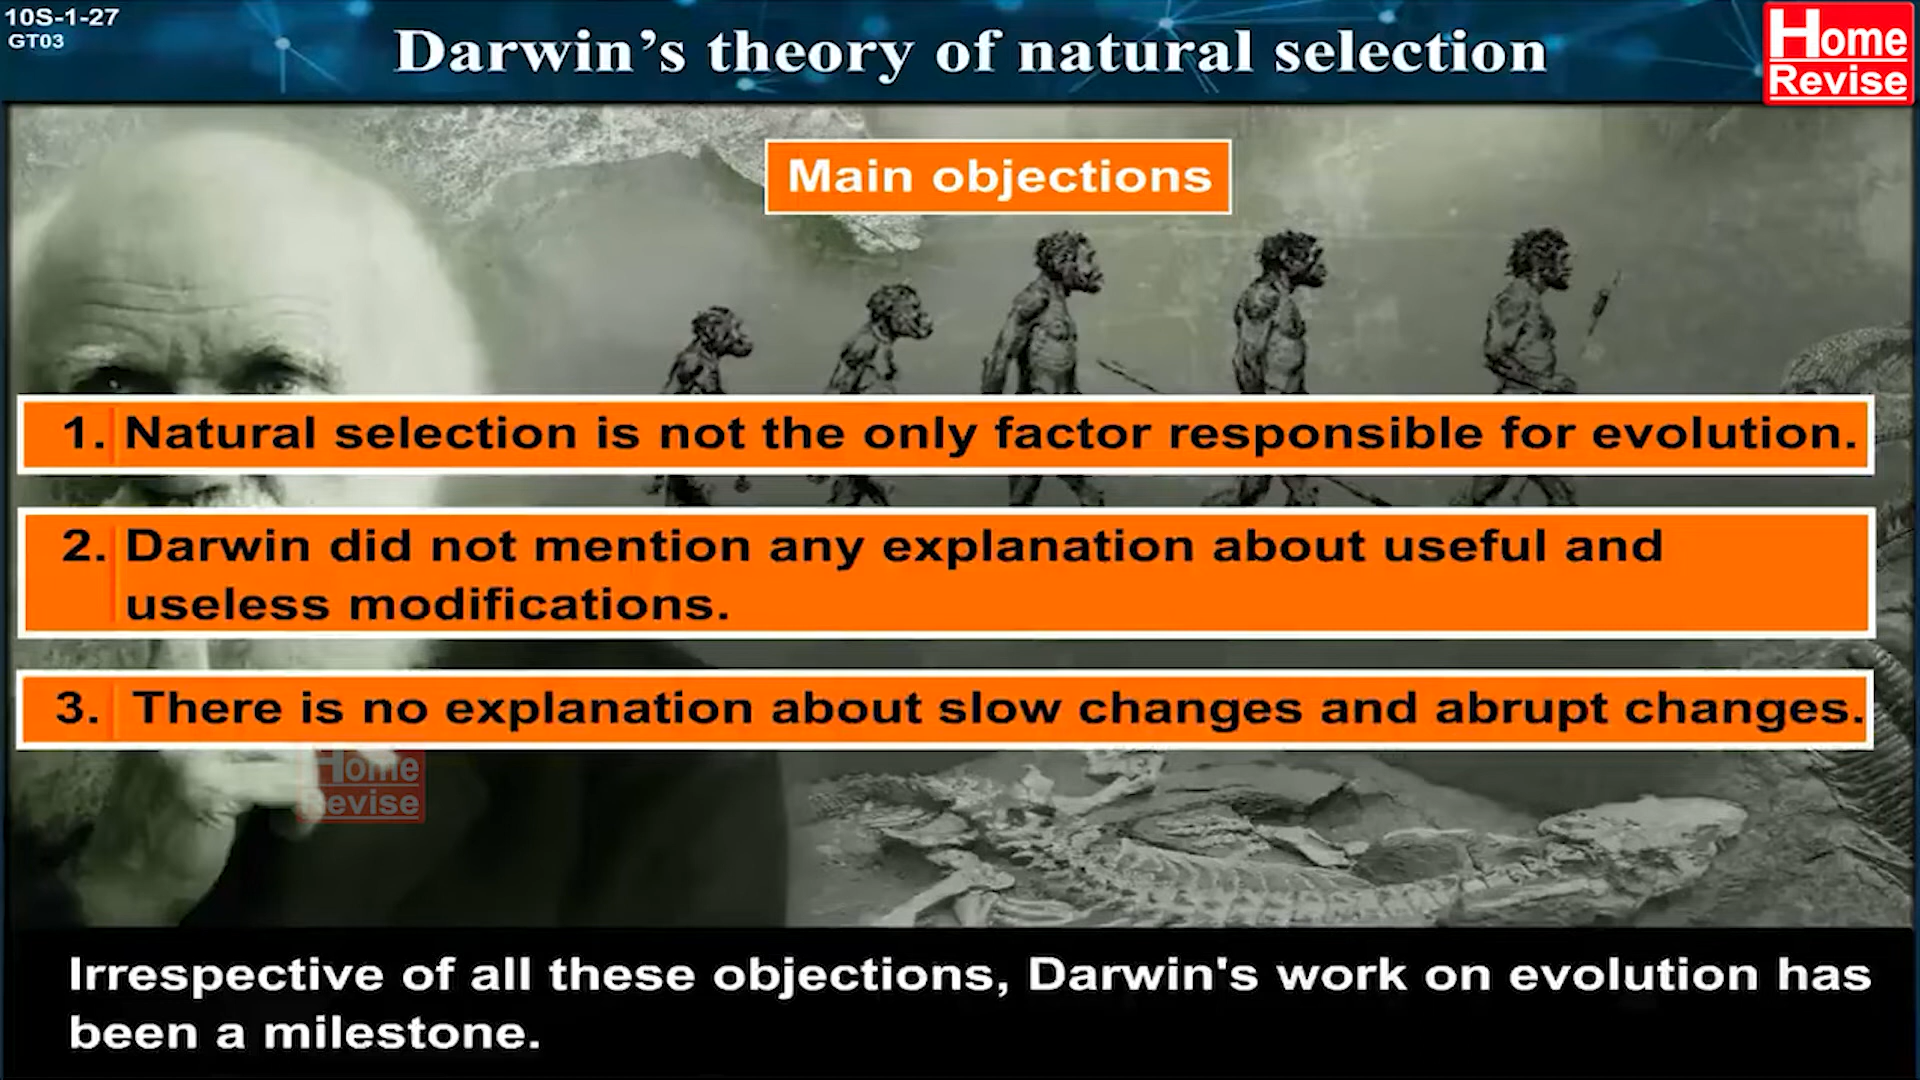 10S-1-27
GT03
Darwin’s theory of natural selection
Home
Revise
Main objections
1. Natural selection is not the only factor responsible for evolution.
2. Darwin did not mention any explanation about useful and
useless modifications.
3. There is no explanation about slow changes and abrupt changes.
Home
Revise
Irrespective of all these objections, Darwin's work on evolution has
been a milestone.